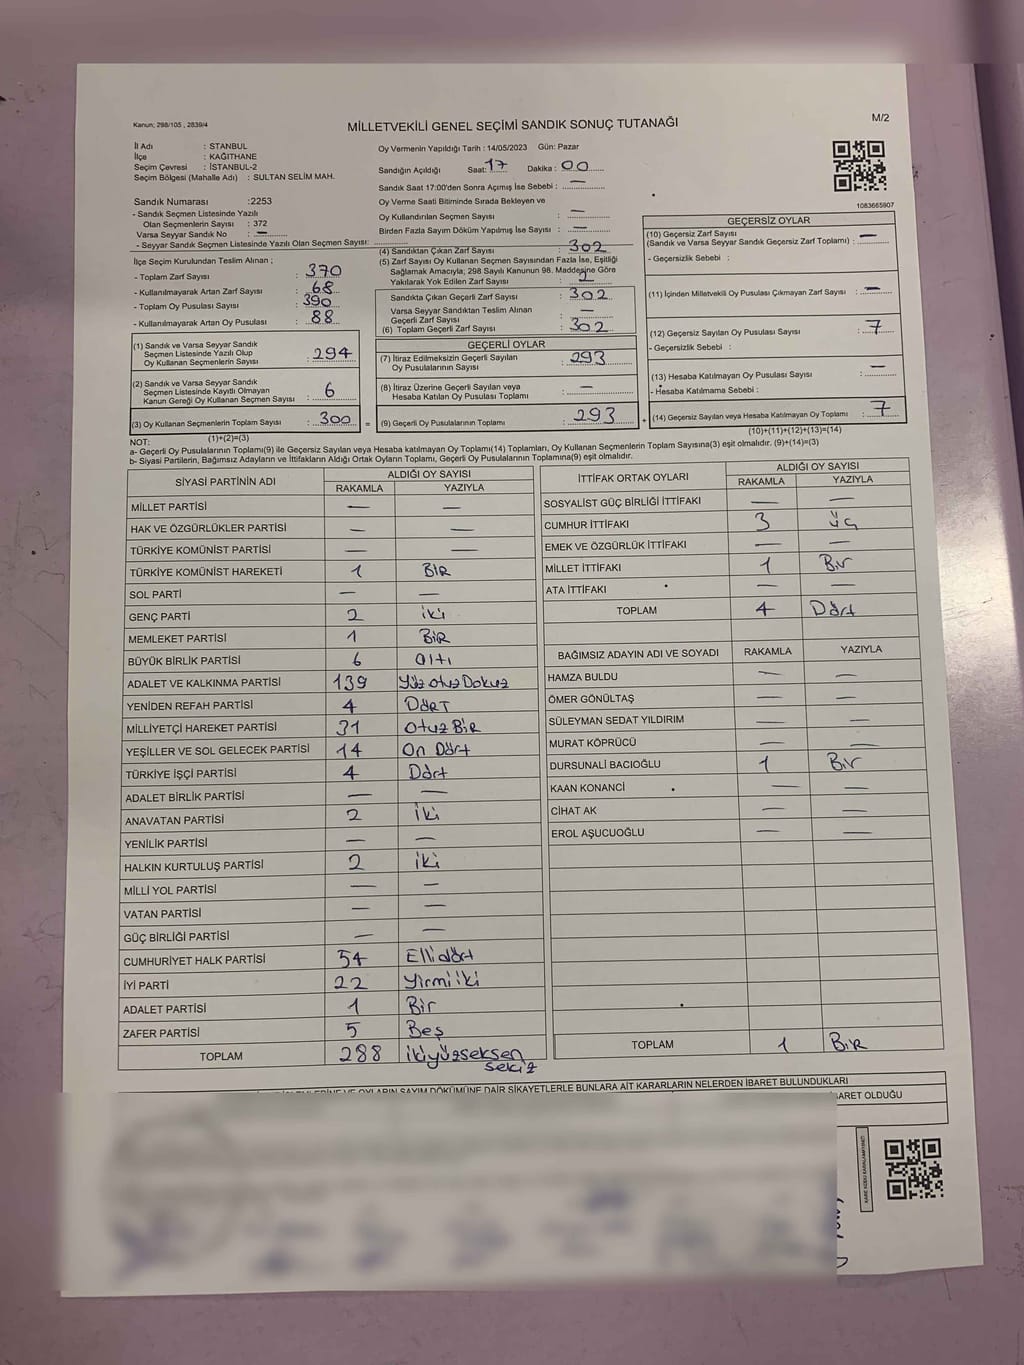 Kanun; 298/105 , 2839/4
MİLLETVEKİLİ GENEL SEÇİMİ SANDIK SONUÇ TUTANAĞI
M/2
İl Adı : STANBUL
İlçe : KAĞITHANE
Seçim Çevresi : İSTANBUL-2
Seçim Bölgesi (Mahalle Adı) : SULTAN SELİM MAH.
Oy Vermenin Yapıldığı Tarih : 14/05/2023 Gün: Pazar
Sandığın Açıldığı Saat: 17 Dakika: 00
Sandık Saat 17:00'den Sonra Açımış İse Sebebi : —
Oy Verme Saati Bitiminde Sırada Bekleyen ve
Oy Kullandırılan Seçmen Sayısı : —
Birden Fazla Sayım Döküm Yapılmış İse Sayısı : —
1083665907
Sandık Numarası :2253
- Sandık Seçmen Listesinde Yazılı
Olan Seçmenlerin Sayısı : 372
Varsa Seyyar Sandık No : —
- Seyyar Sandık Seçmen Listesinde Yazılı Olan Seçmen Sayısı:
İlçe Seçim Kurulundan Teslim Alınan ;
- Toplam Zarf Sayısı : 370
- Kullanılmayarak Artan Zarf Sayısı : 68
- Toplam Oy Pusulası Sayısı : 390
- Kullanılmayarak Artan Oy Pusulası : 88
(1) Sandık ve Varsa Seyyar Sandık
Seçmen Listesinde Yazılı Olup
Oy Kullanan Seçmenlerin Sayısı : 294
(2) Sandık ve Varsa Seyyar Sandık
Seçmen Listesinde Kayıtlı Olmayan
Kanun Gereği Oy Kullanan Seçmen Sayısı : 6
(3) Oy Kullanan Seçmenlerin Toplam Sayısı : 300
(1)+(2)=(3)
(4) Sandıktan Çıkan Zarf Sayısı : 302
(5) Zarf Sayısı Oy Kullanan Seçmen Sayısından Fazla İse, Eşitliği
Sağlamak Amacıyla; 298 Sayılı Kanunun 98. Maddesine Göre
Yakılarak Yok Edilen Zarf Sayısı : 2
Sandıkta Çıkan Geçerli Zarf Sayısı : 302
Varsa Seyyar Sandıktan Teslim Alınan
Geçerli Zarf Sayısı : —
(6) Toplam Geçerli Zarf Sayısı : 302
GEÇERLİ OYLAR
(7) İtiraz Edilmeksizin Geçerli Sayılan
Oy Pusulalarının Sayısı : 293
(8) İtiraz Üzerine Geçerli Sayılan veya
Hesaba Katılan Oy Pusulası Toplamı : —
= (9) Geçerli Oy Pusulalarının Toplamı : 293
GEÇERSİZ OYLAR
(10) Geçersiz Zarf Sayısı
(Sandık ve Varsa Seyyar Sandık Geçersiz Zarf Toplamı) : —
- Geçersizlik Sebebi :
(11) İçinden Milletvekili Oy Pusulası Çıkmayan Zarf Sayısı : —
(12) Geçersiz Sayılan Oy Pusulası Sayısı : 7
- Geçersizlik Sebebi :
(13) Hesaba Katılmayan Oy Pusulası Sayısı : —
- Hesaba Katılmama Sebebi :
+ (14) Geçersiz Sayılan veya Hesaba Katılmayan Oy Toplamı : 7
(10)+(11)+(12)+(13)=(14)
NOT:
a- Geçerli Oy Pusulalarının Toplamı(9) ile Geçersiz Sayılan veya Hesaba katılmayan Oy Toplamı(14) Toplamları, Oy Kullanan Seçmenlerin Toplam Sayısına(3) eşit olmalıdır. (9)+(14)=(3)
b- Siyasi Partilerin, Bağımsız Adayların ve İttifakların Aldığı Ortak Oyların Toplamı, Geçerli Oy Pusulalarının Toplamına(9) eşit olmalıdır.
SİYASİ PARTİNİN ADI ALDIĞI OY SAYISI
RAKAMLA YAZIYLA
MİLLET PARTİSİ — —
HAK VE ÖZGÜRLÜKLER PARTİSİ — —
TÜRKİYE KOMÜNİST PARTİSİ — —
TÜRKİYE KOMÜNİST HAREKETİ 1 BİR
SOL PARTİ — —
GENÇ PARTİ 2 iki
MEMLEKET PARTİSİ 1 BİR
BÜYÜK BİRLİK PARTİSİ 6 altı
ADALET VE KALKINMA PARTİSİ 139 Yüz otuz Dokuz
YENİDEN REFAH PARTİSİ 4 DÖRT
MİLLİYETÇİ HAREKET PARTİSİ 31 Otuz Bir
YEŞİLLER VE SOL GELECEK PARTİSİ 14 On Dört
TÜRKİYE İŞÇİ PARTİSİ 4 Dört
ADALET BİRLİK PARTİSİ — —
ANAVATAN PARTİSİ 2 iki
YENİLİK PARTİSİ — —
HALKIN KURTULUŞ PARTİSİ 2 iki
MİLLİ YOL PARTİSİ — —
VATAN PARTİSİ — —
GÜÇ BİRLİĞİ PARTİSİ — —
CUMHURİYET HALK PARTİSİ 54 Elli dört
İYİ PARTİ 22 Yirmi iki
ADALET PARTİSİ 1 Bir
ZAFER PARTİSİ 5 Beş
TOPLAM 288 ikiyüzseksen
sekiz
İTTİFAK ORTAK OYLARI ALDIĞI OY SAYISI
RAKAMLA YAZIYLA
SOSYALİST GÜÇ BİRLİĞİ İTTİFAKI — —
CUMHUR İTTİFAKI 3 üç
EMEK VE ÖZGÜRLÜK İTTİFAKI — —
MİLLET İTTİFAKI 1 Bir
ATA İTTİFAKI — —
TOPLAM 4 Dört
BAĞIMSIZ ADAYIN ADI VE SOYADI RAKAMLA YAZIYLA
HAMZA BULDU — —
ÖMER GÖNÜLTAŞ — —
SÜLEYMAN SEDAT YILDIRIM — —
MURAT KÖPRÜCÜ — —
DURSUNALİ BACIOĞLU 1 Bir
KAAN KONANCİ — —
CİHAT AK — —
EROL AŞUCUOĞLU — —
TOPLAM 1 BİR
OYLARIN SAYIM DÖKÜMÜNE DAİR ŞİKAYETLERLE BUNLARA AİT KARARLARIN NELERDEN İBARET BULUNDUKLARI
OLDUĞU